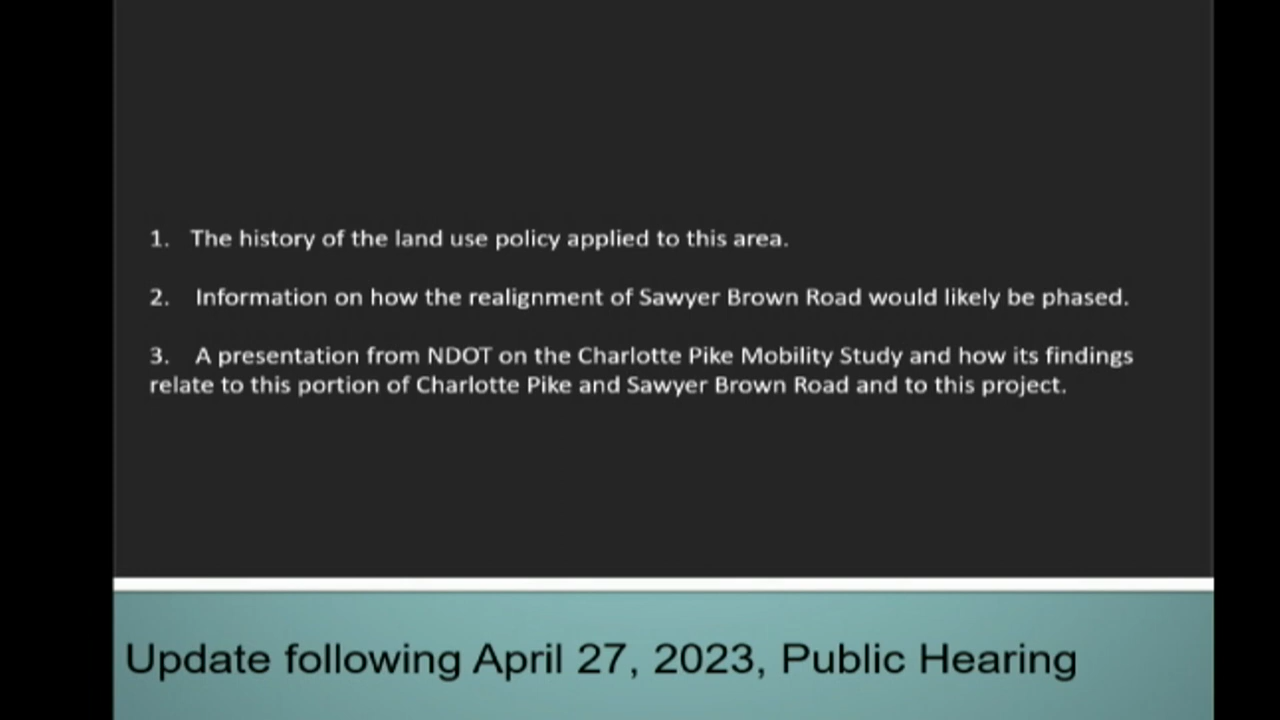 1. The history of the land use policy applied to this area.
2. Information on how the realignment of Sawyer Brown Road would likely be phased.
3. A presentation from NDOT on the Charlotte Pike Mobility Study and how its findings
relate to this portion of Charlotte Pike and Sawyer Brown Road and to this project.
Update following April 27, 2023, Public Hearing